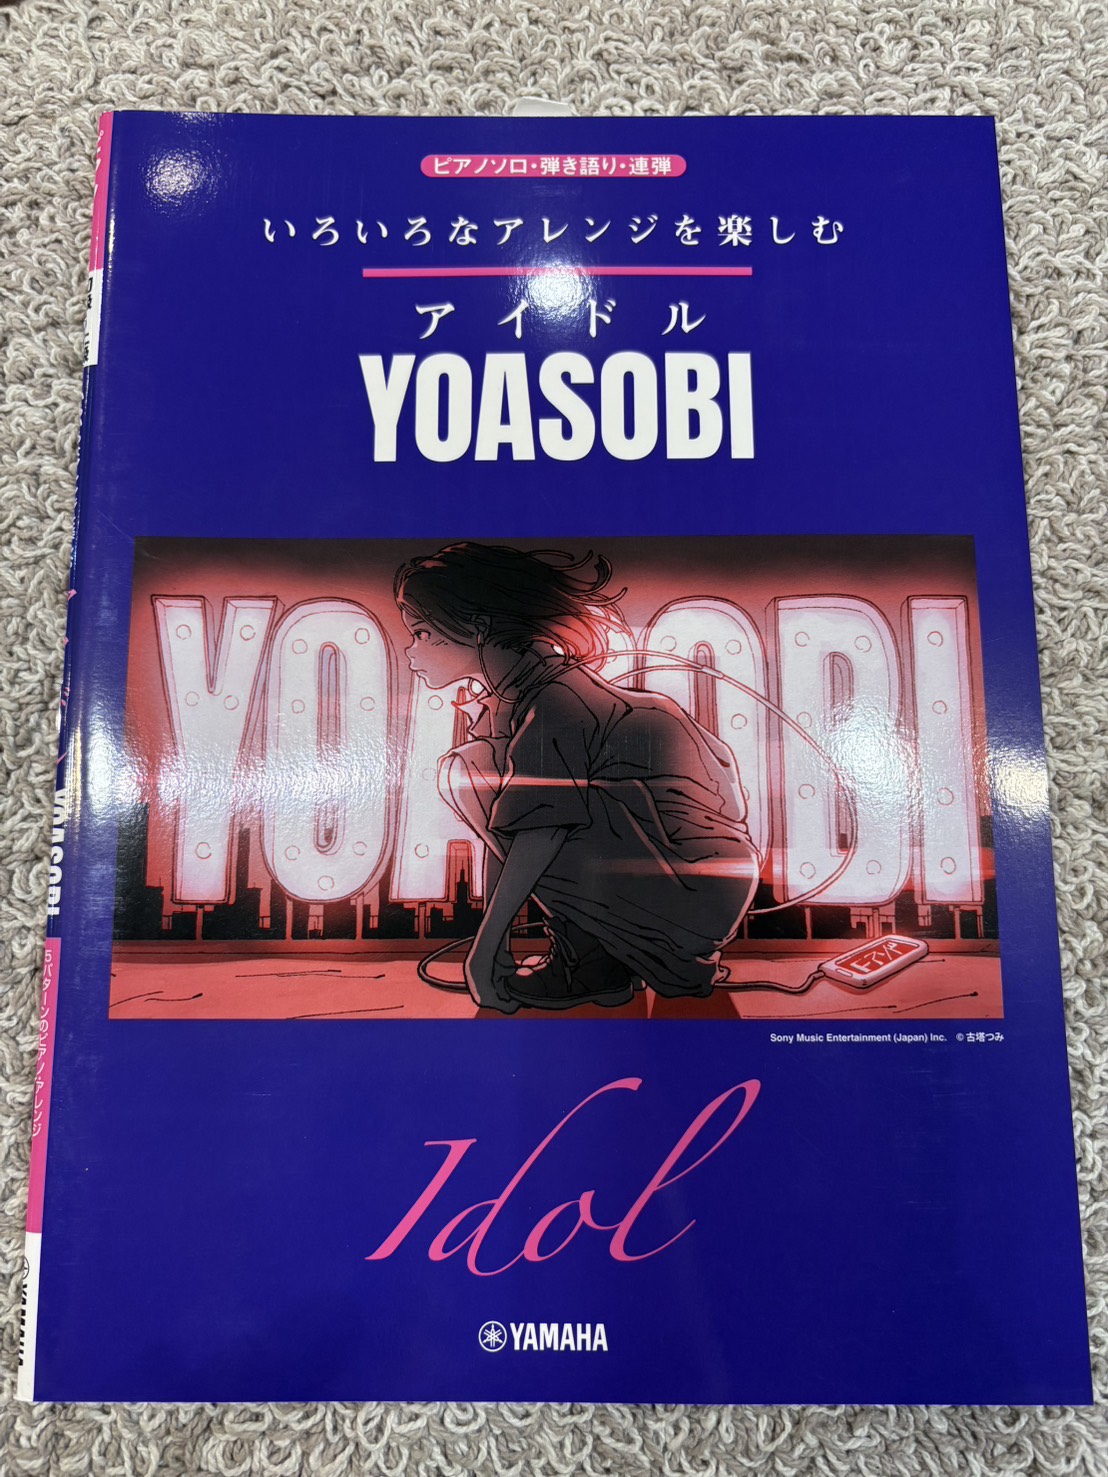 ピアノソロ・弾き語り・連弾
いろいろなアレンジを楽しむ
アイドル
YOASOBI
YOASOBI
Sony Music Entertainment (Japan) Inc. © 古塔つみ
Idol
YAMAHA
YOASOBI
5パターンのピアノ・アレンジ
YAMAHA